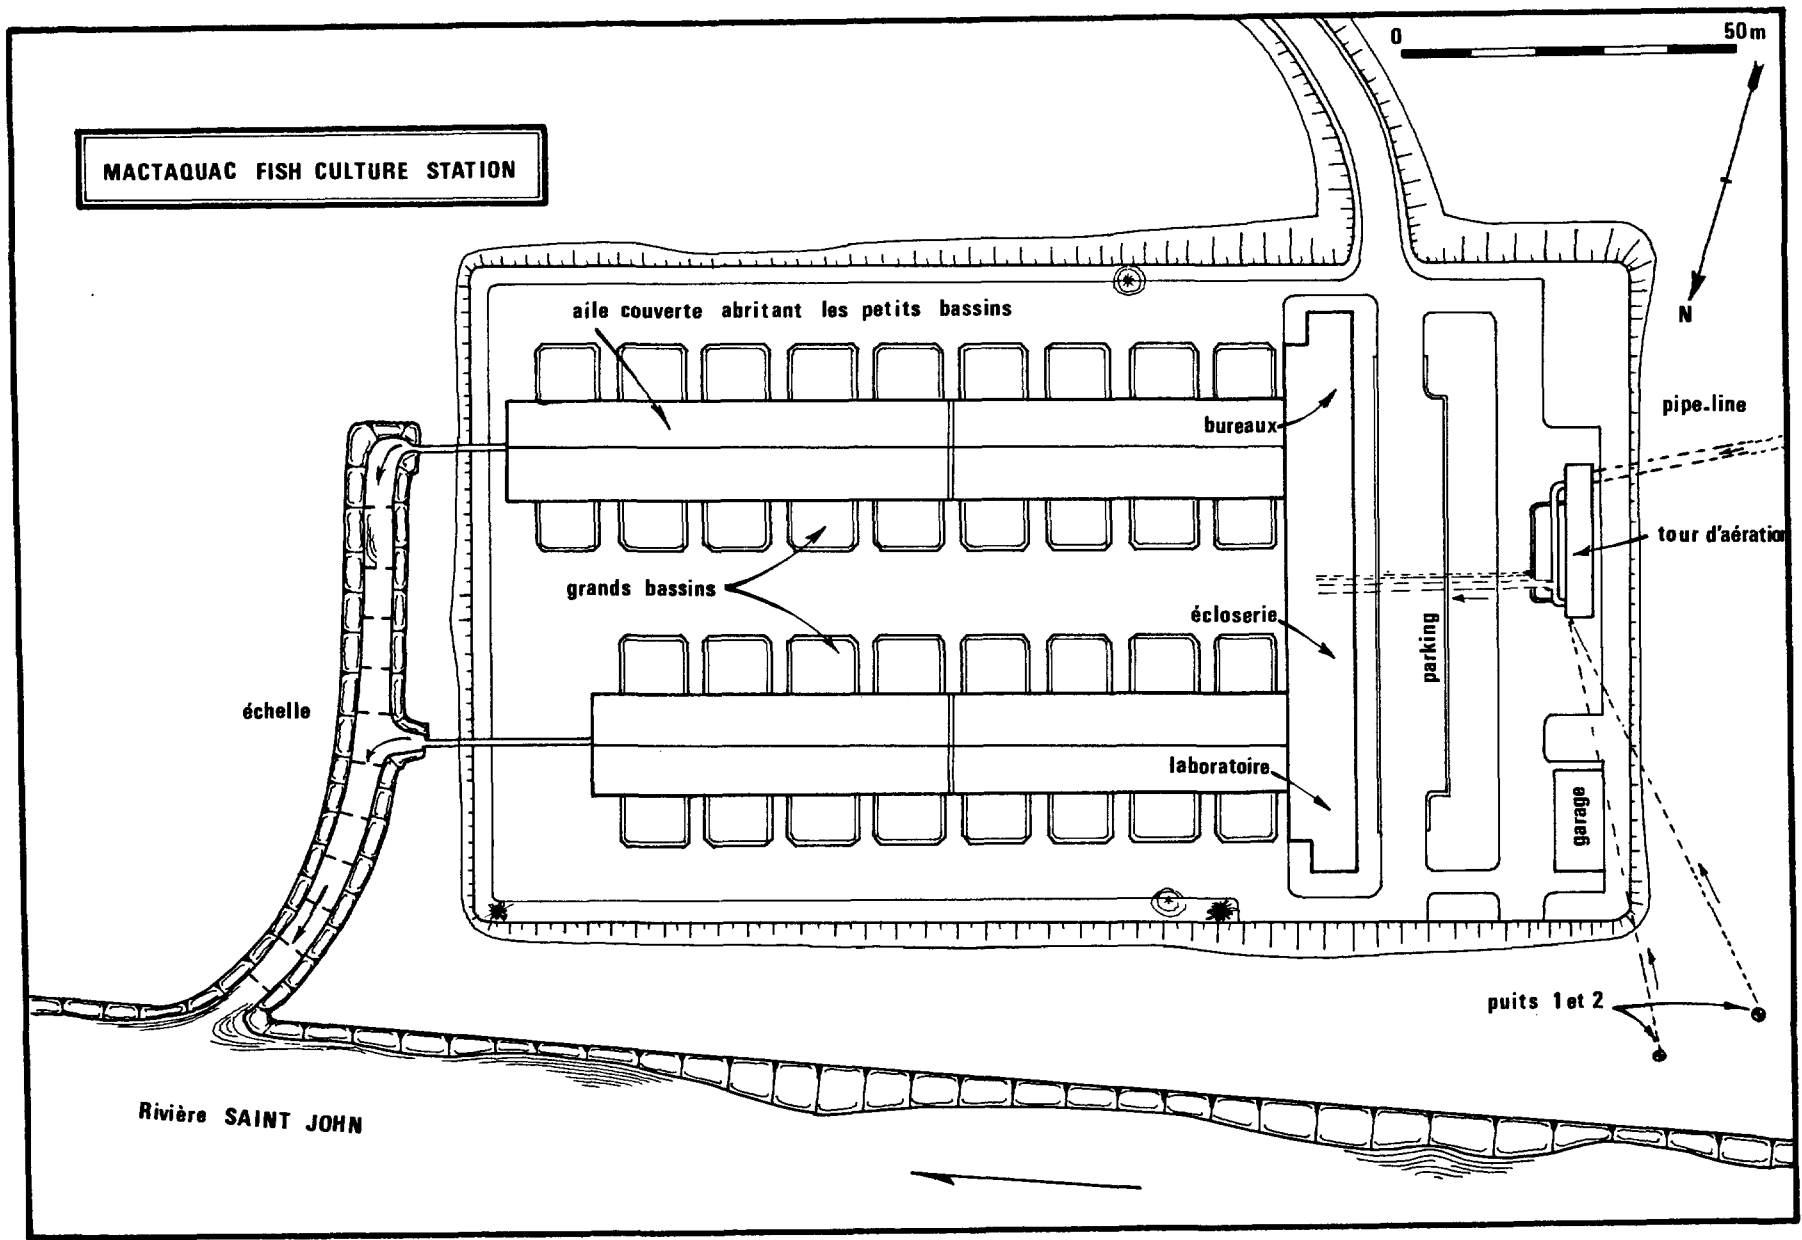 0 50m
MACTAQUAC FISH CULTURE STATION
N
aile couverte abritant les petits bassins
pipe-line
bureaux
tour d'aération
grands bassins
écloserie
parking
échelle
laboratoire
garage
puits 1 et 2
Rivière SAINT JOHN